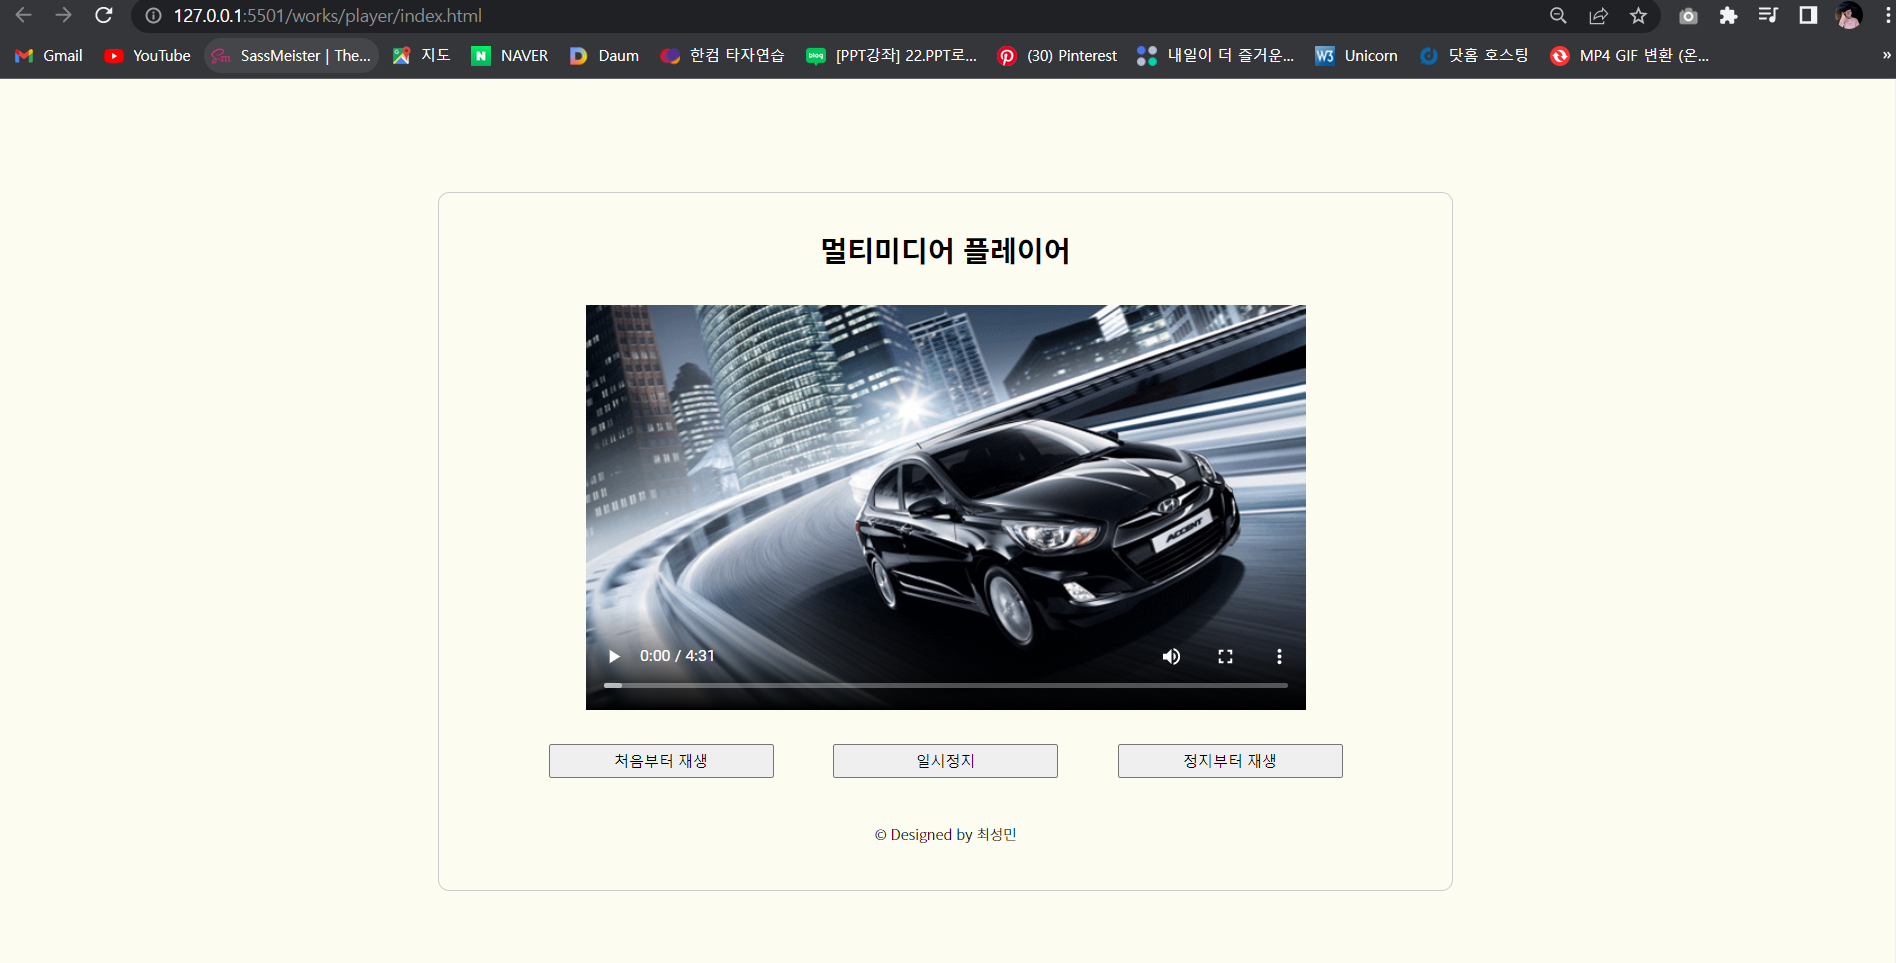 127.0.0.1:5501/works/player/index.html
Gmail YouTube SassMeister | The... 지도 NAVER Daum 한컴 타자연습 blog [PPT강좌] 22.PPT로... (30) Pinterest 내일이 더 즐거운... W3 Unicorn 닷홈 호스팅 MP4 GIF 변환 (온... »
멀티미디어 플레이어
ACCENT
0:00 / 4:31
처음부터 재생 일시정지 정지부터 재생
© Designed by 최성민